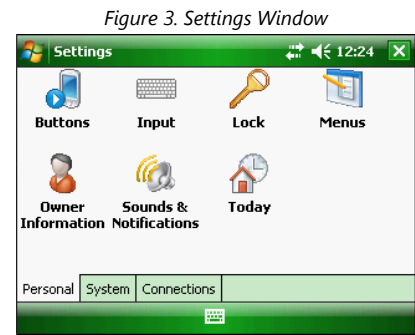 Figure 3. Settings Window
Settings 12:24
Buttons Input Lock Menus
Owner Information Sounds & Notifications Today
Personal System Connections